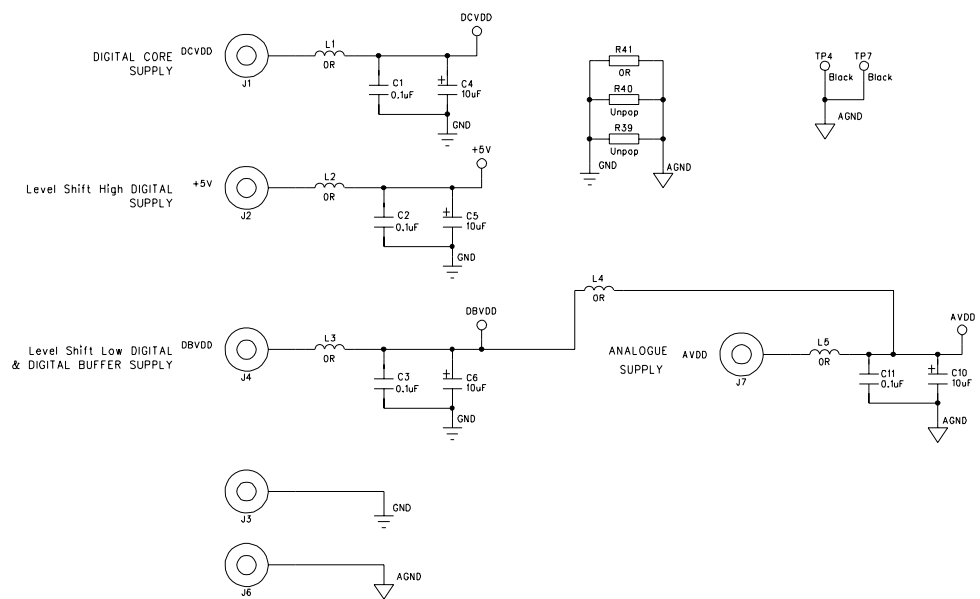 DCVDD
DIGITAL CORE
SUPPLY
DCVDD
J1
L1
0R
C1
0.1uF
C4
10uF
GND
R41
0R
R40
Unpop
R39
Unpop
GND
AGND
TP4
Black
TP7
Black
AGND
+5V
Level Shift High DIGITAL
SUPPLY
+5V
J2
L2
0R
C2
0.1uF
C5
10uF
GND
DBVDD
Level Shift Low DIGITAL
& DIGITAL BUFFER SUPPLY
DBVDD
J4
L3
0R
C3
0.1uF
C6
10uF
GND
L4
0R
ANALOGUE
SUPPLY
AVDD
J7
L5
0R
AVDD
C11
0.1uF
C10
10uF
AGND
J3
GND
J6
AGND